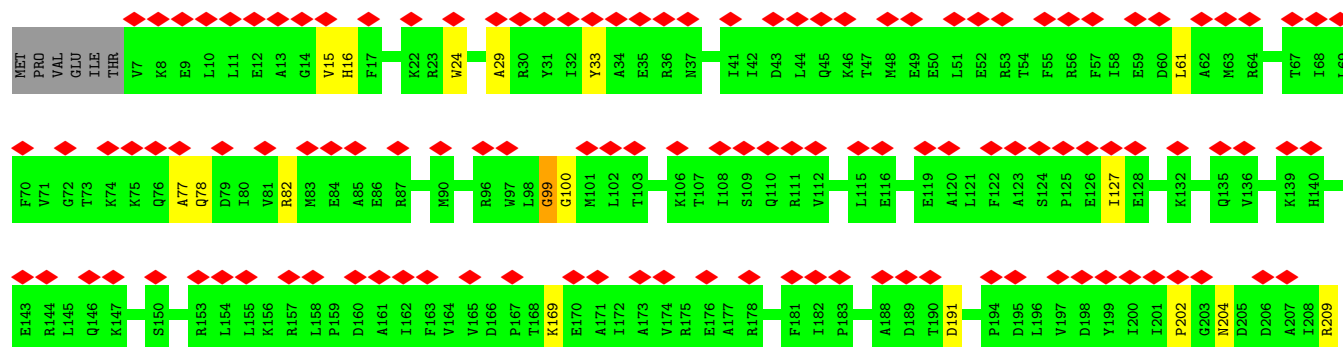 MET PRO VAL GLU ILE THR V7 K8 E9 L10 L11 E12 A13 G14 V15 H16 F17 K22 R23 W24 A29 R30 Y31 I32 Y33 A34 E35 R36 N37 I41 I42 D43 L44 Q45 K46 T47 M48 E49 E50 L51 E52 R53 T54 F55 R56 F57 I58 E59 D60 L61 A62 M63 R64 T67 I68 L69
F70 V71 G72 T73 K74 K75 Q76 A77 Q78 D79 I80 V81 R82 M83 E84 A85 E86 R87 M90 R96 W97 L98 G99 G100 M101 L102 T103 K106 T107 I108 S109 Q110 R111 V112 L115 E116 E119 A120 L121 F122 A123 S124 P125 E126 I127 E128 K132 Q135 V136 K139 H140
E143 R144 L145 Q146 K147 S150 R153 L154 L155 K156 R157 L158 P159 D160 A161 I162 F163 V164 V165 D166 P167 T168 K169 E170 A171 I172 A173 V174 R175 E176 A177 R178 F181 I182 P183 A188 D189 T190 D191 P194 D195 L196 V197 D198 Y199 I200 I201 P202 G203 N204 D205 D206 A207 I208 R209